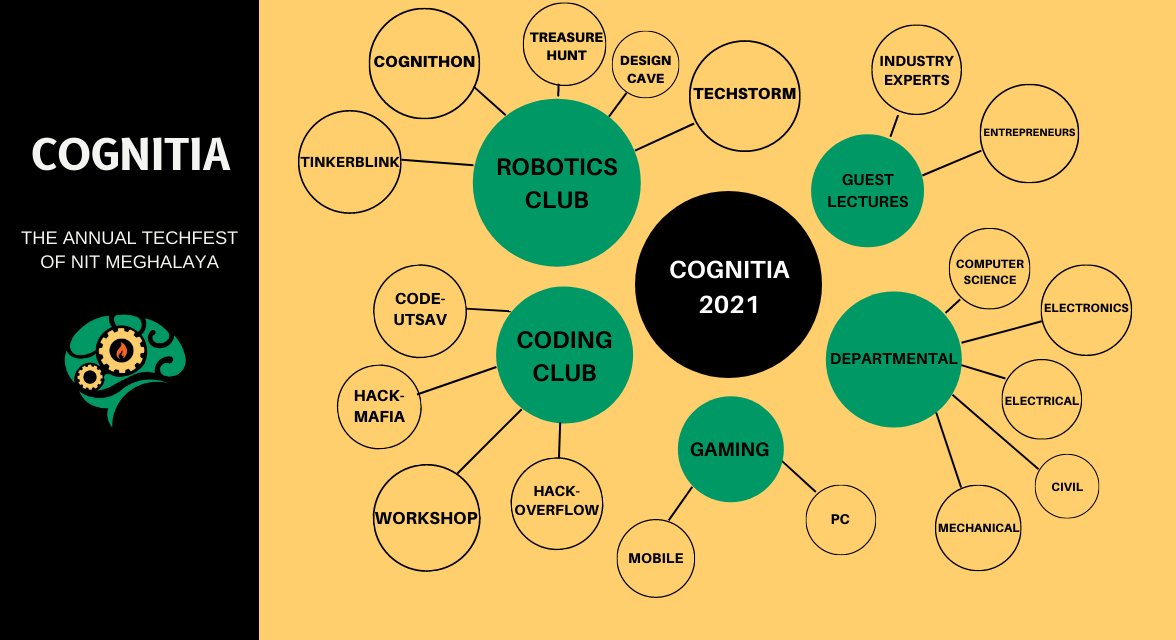 COGNITIA
THE ANNUAL TECHFEST
OF NIT MEGHALAYA
COGNITHON
TREASURE
HUNT
DESIGN
CAVE
TECHSTORM
TINKERBLINK
ROBOTICS
CLUB
INDUSTRY
EXPERTS
ENTREPRENEURS
GUEST
LECTURES
COGNITIA
2021
CODE-
UTSAV
HACK-
MAFIA
WORKSHOP
HACK-
OVERFLOW
CODING
CLUB
GAMING
MOBILE
PC
DEPARTMENTAL
COMPUTER
SCIENCE
ELECTRONICS
ELECTRICAL
CIVIL
MECHANICAL